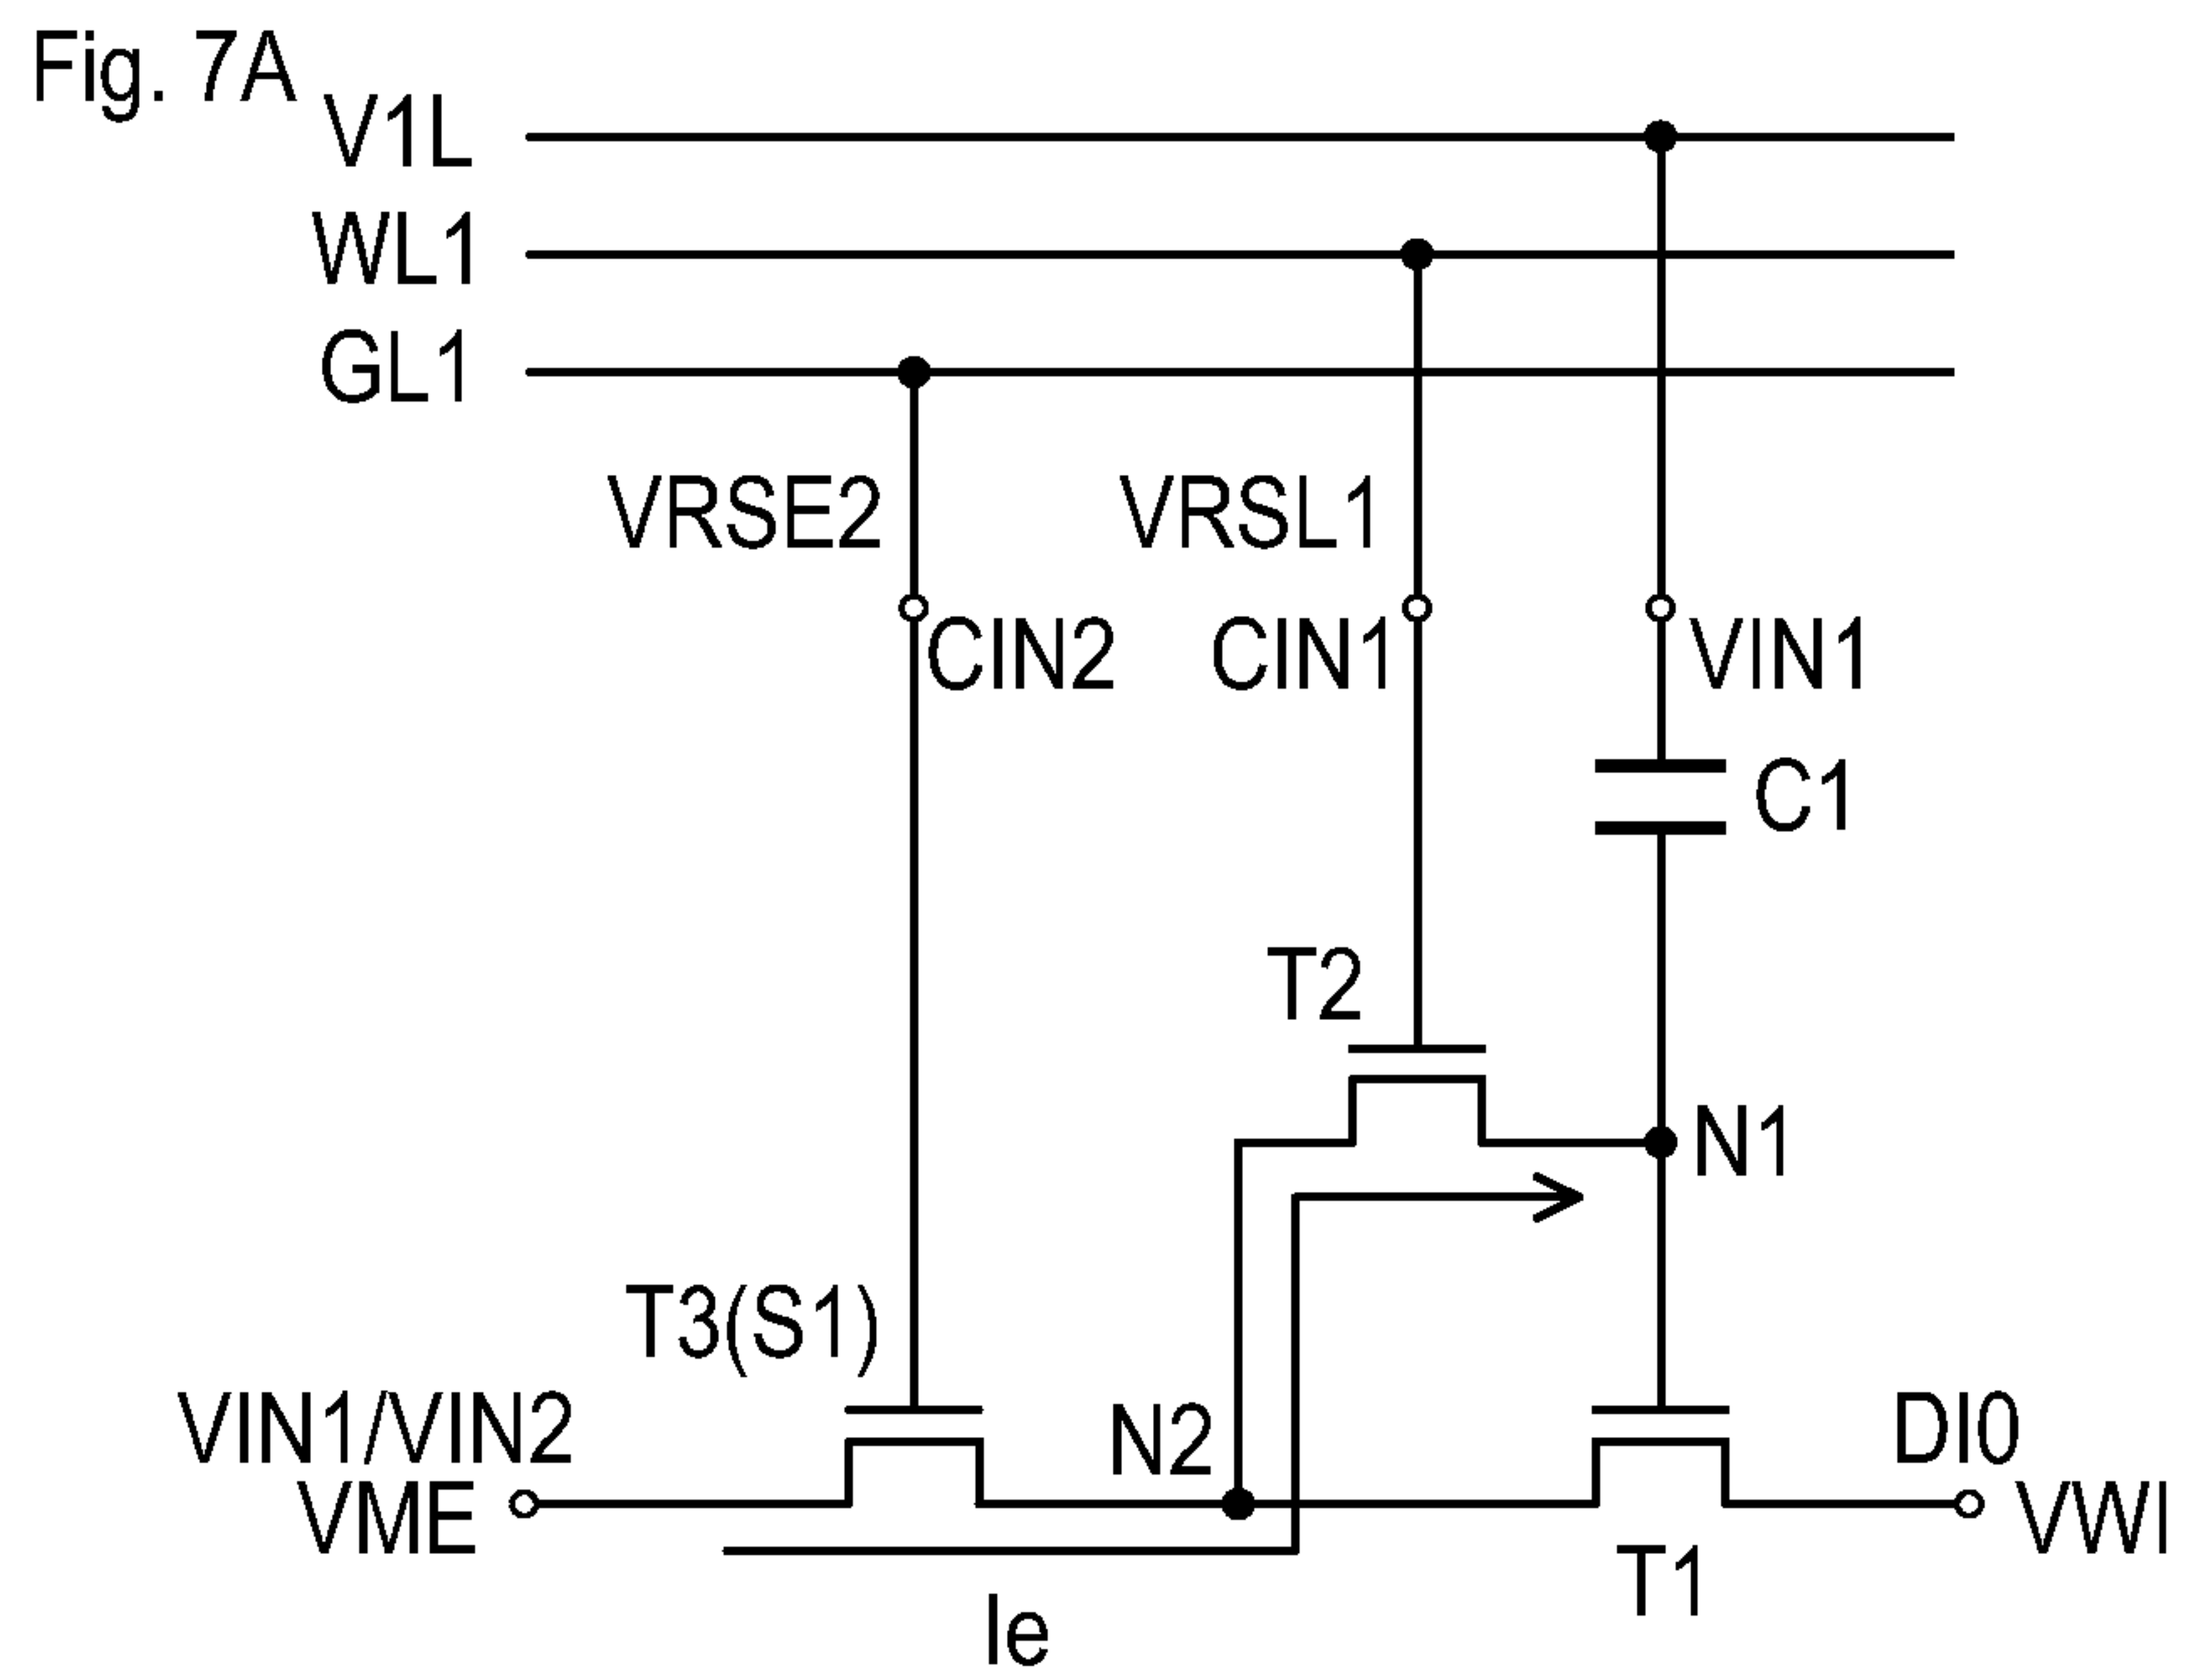 Fig. 7A
V1L
WL1
GL1
VRSE2
VRSL1
CIN2
CIN1
VIN1
C1
T2
N1
T3(S1)
VIN1/VIN2
VME
N2
DI0
VWI
T1
Ie